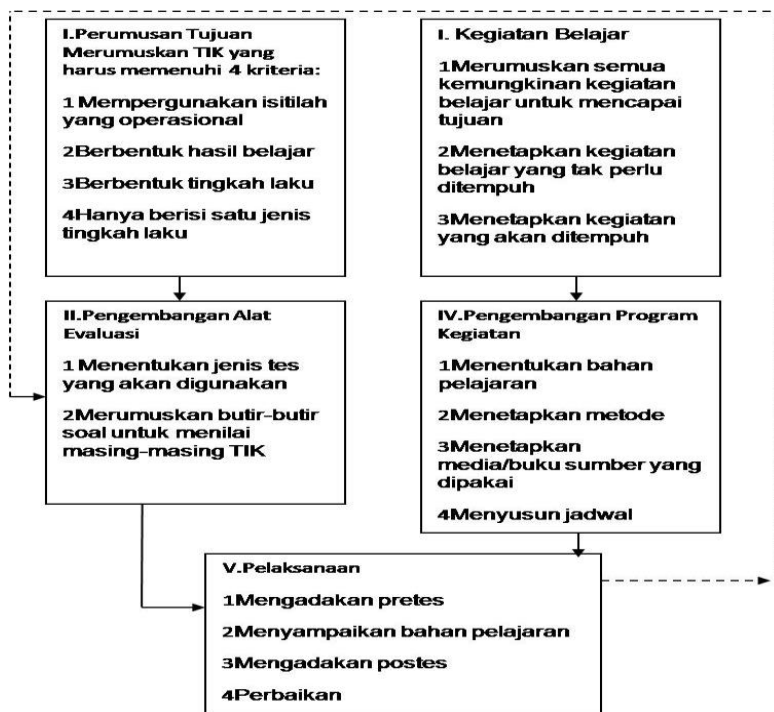 I.Perumusan Tujuan
Merumuskan TIK yang
harus memenuhi 4 kriteria:
1 Mempergunakan isitilah
yang operasional
2Berbentuk hasil belajar
3Berbentuk tingkah laku
4Hanya berisi satu jenis
tingkah laku
I. Kegiatan Belajar
1Merumuskan semua
kemungkinan kegiatan
belajar untuk mencapai
tujuan
2Menetapkan kegiatan
belajar yang tak perlu
ditempuh
3Menetapkan kegiatan
yang akan ditempuh
II.Pengembangan Alat
Evaluasi
1 Menentukan jenis tes
yang akan digunakan
2Merumuskan butir-butir
soal untuk menilai
masing-masing TIK
IV.Pengembangan Program
Kegiatan
1Menentukan bahan
pelajaran
2Menetapkan metode
3Menetapkan
media/buku sumber yang
dipakai
4Menyusun jadwal
V.Pelaksanaan
1Mengadakan pretes
2Menyampaikan bahan pelajaran
3Mengadakan postes
4Perbaikan